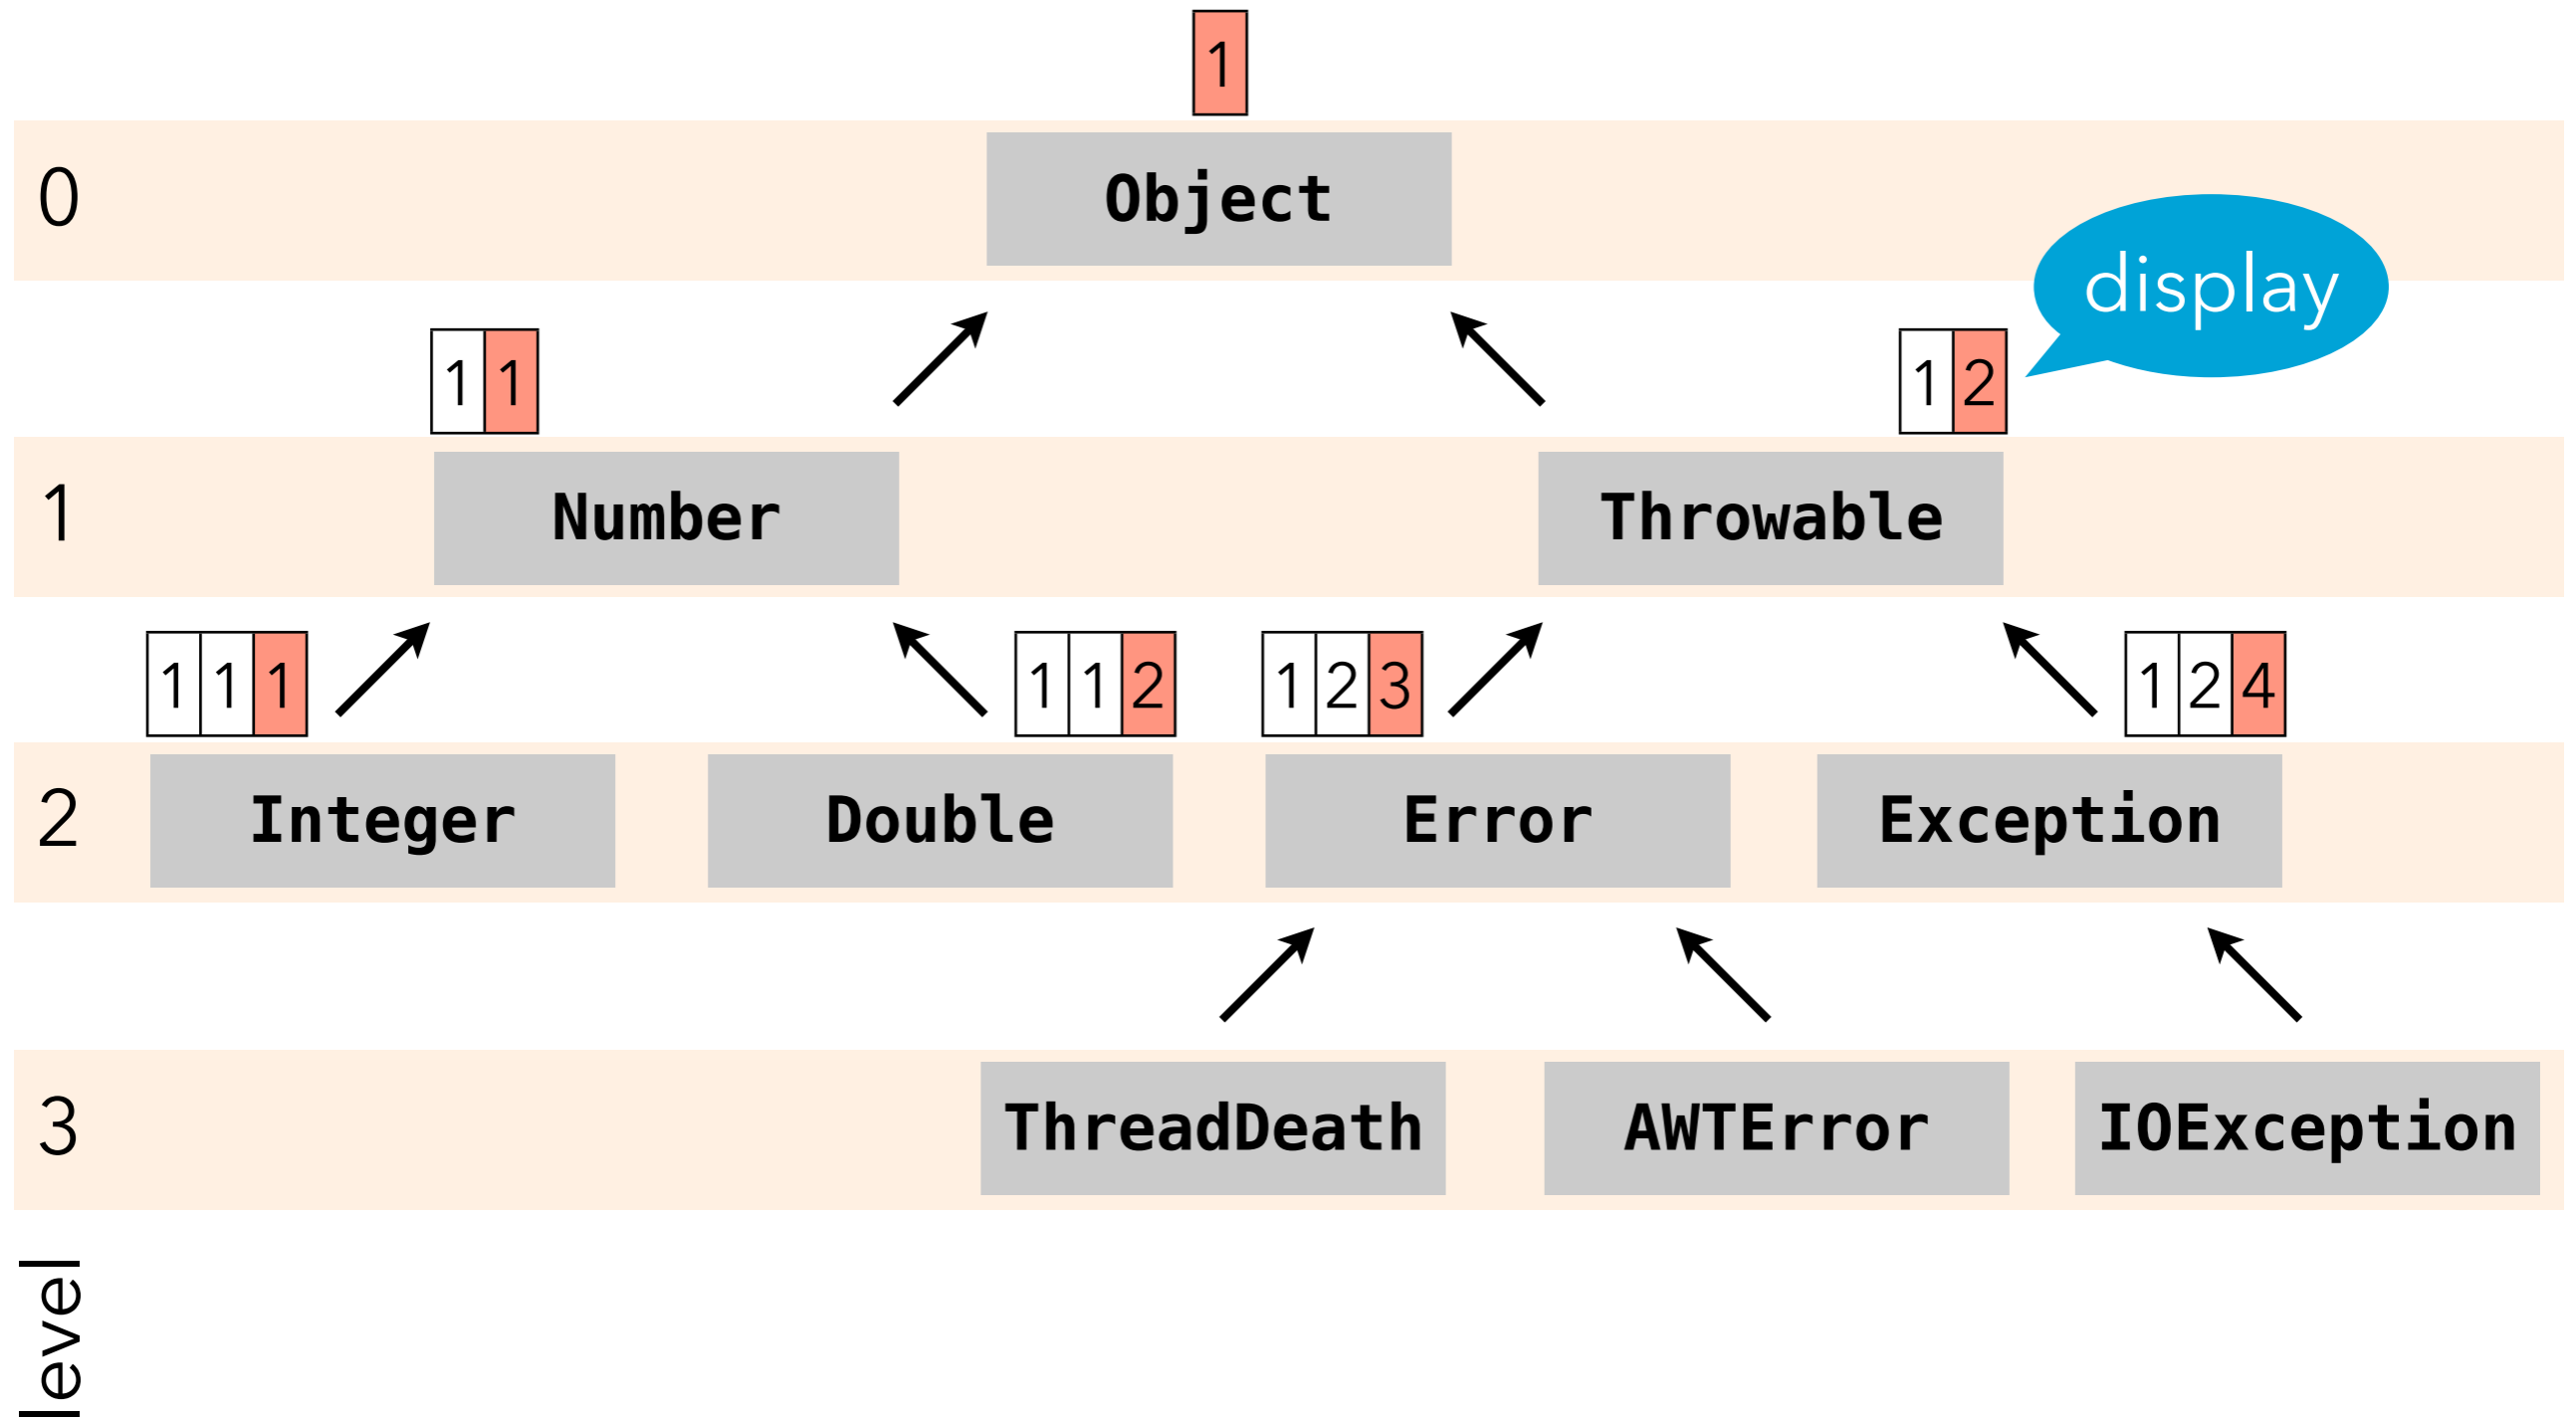 1
0
Object
display
1 1
1 2
1
Number
Throwable
1 1 1
1 1 2
1 2 3
1 2 4
2
Integer
Double
Error
Exception
3
ThreadDeath
AWTError
IOException
level